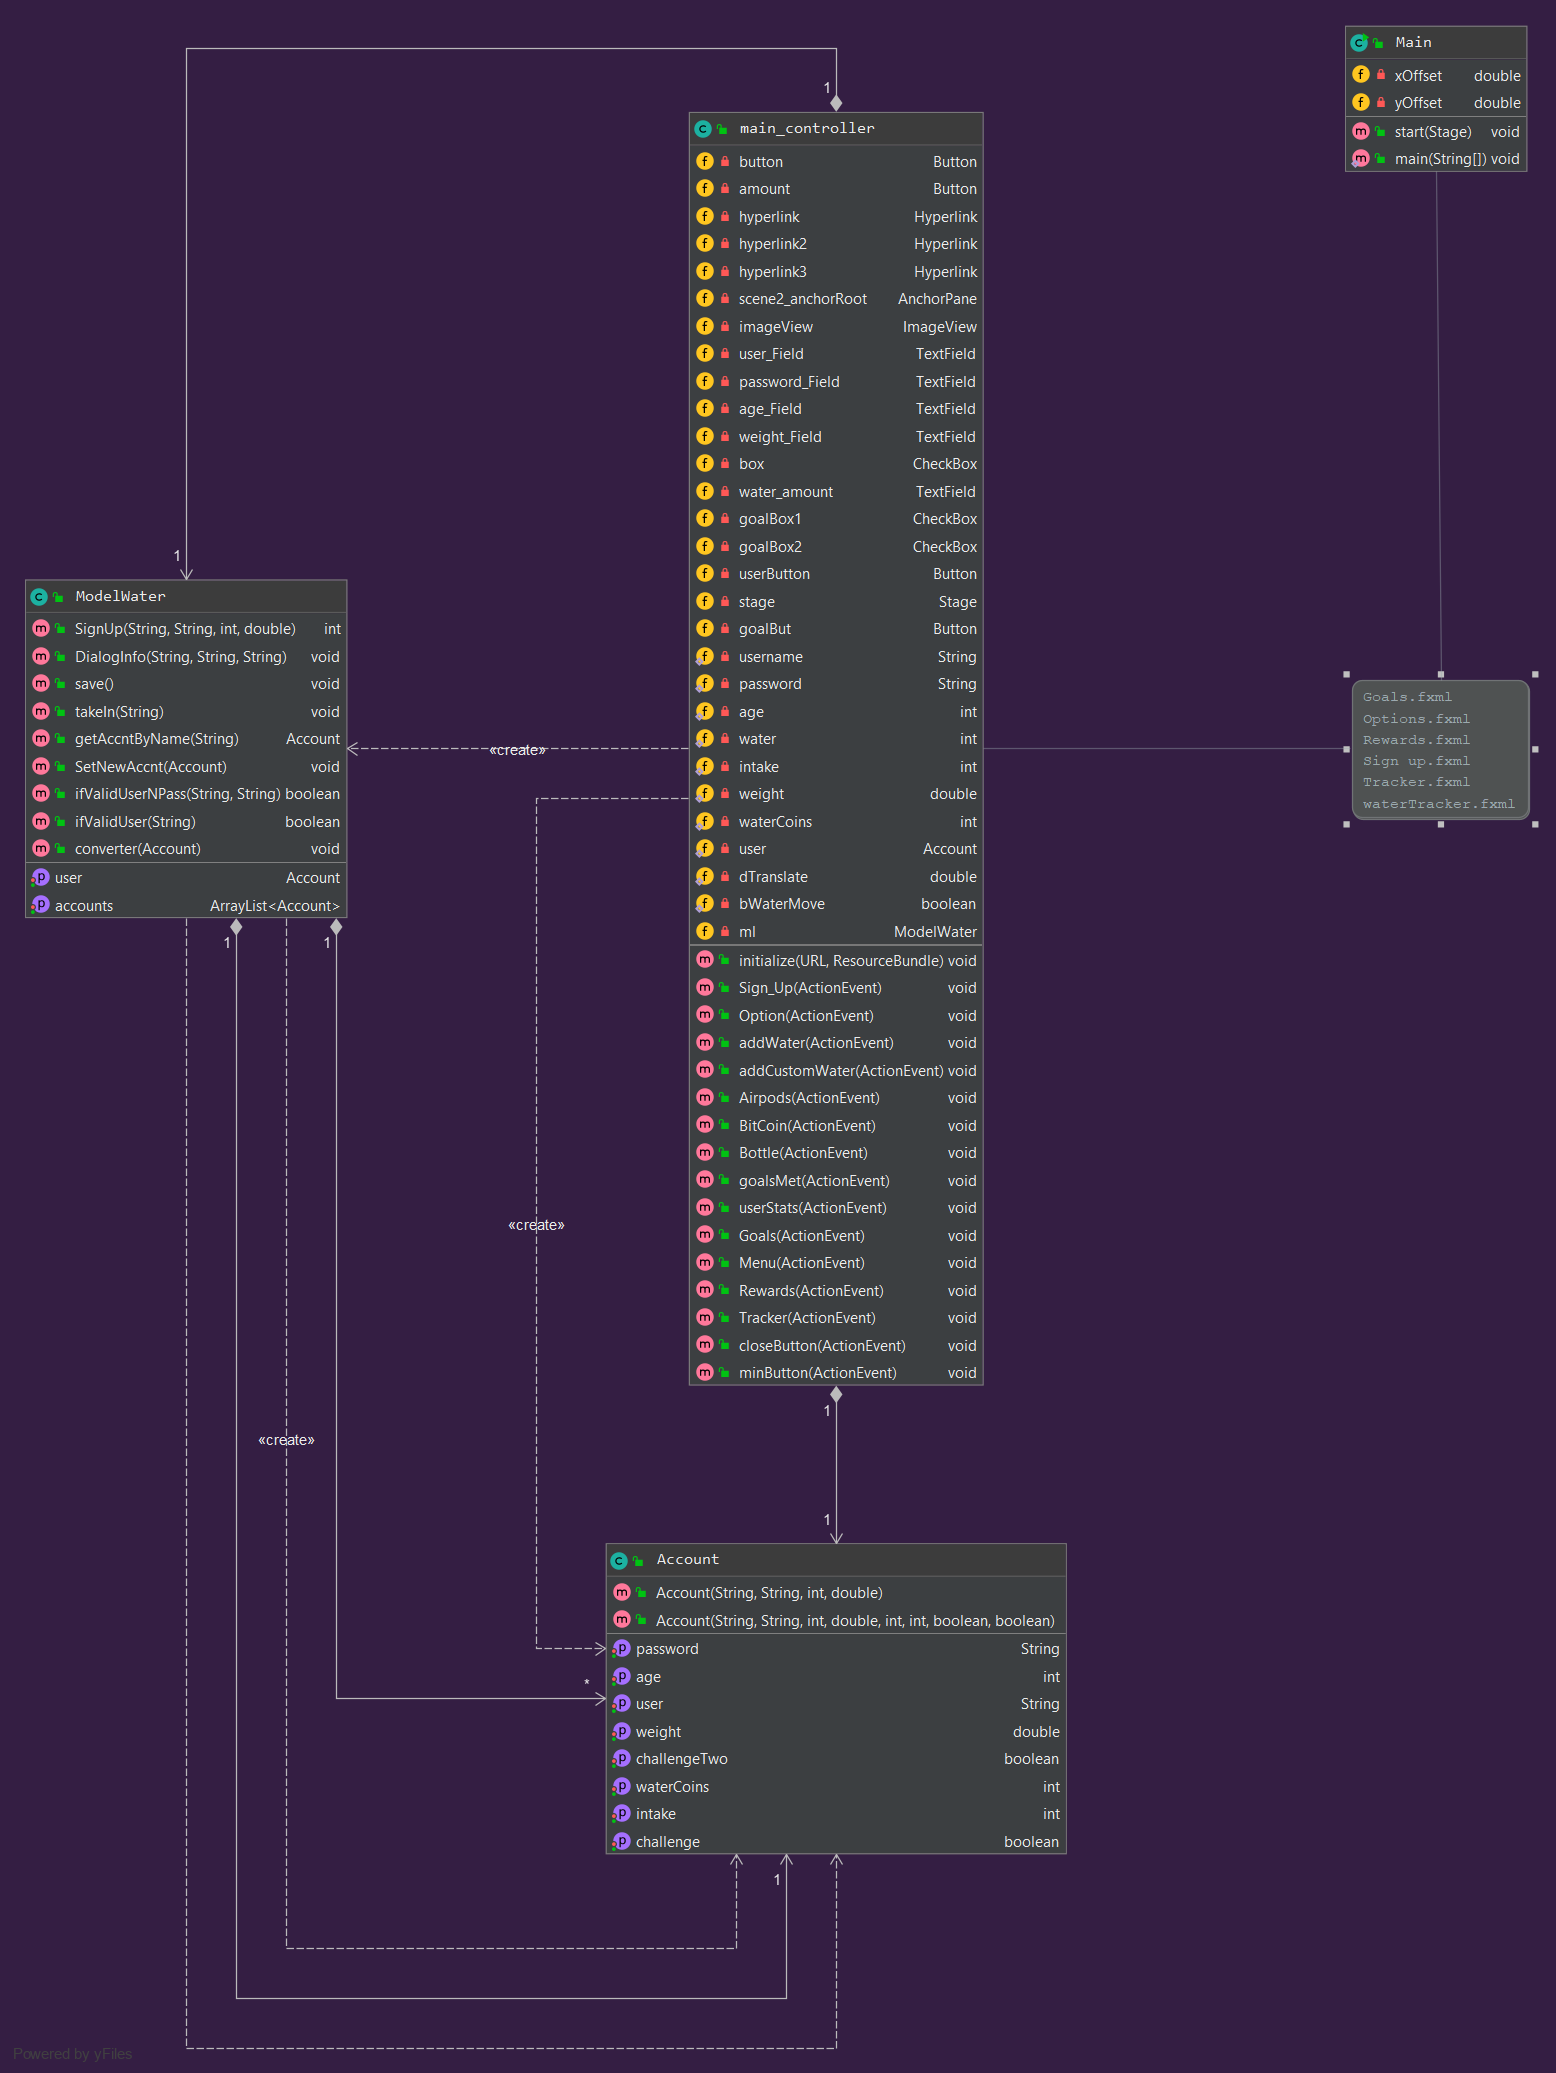 Main
xOffset double
yOffset double
start(Stage) void
main(String[]) void
1
main_controller
button Button
amount Button
hyperlink Hyperlink
hyperlink2 Hyperlink
hyperlink3 Hyperlink
scene2_anchorRoot AnchorPane
imageView ImageView
user_Field TextField
password_Field TextField
age_Field TextField
weight_Field TextField
box CheckBox
water_amount TextField
goalBox1 CheckBox
goalBox2 CheckBox
userButton Button
stage Stage
goalBut Button
username String
password String
age int
water int
intake int
weight double
waterCoins int
user Account
dTranslate double
bWaterMove boolean
ml ModelWater
initialize(URL, ResourceBundle) void
Sign_Up(ActionEvent) void
Option(ActionEvent) void
addWater(ActionEvent) void
addCustomWater(ActionEvent) void
Airpods(ActionEvent) void
BitCoin(ActionEvent) void
Bottle(ActionEvent) void
goalsMet(ActionEvent) void
userStats(ActionEvent) void
Goals(ActionEvent) void
Menu(ActionEvent) void
Rewards(ActionEvent) void
Tracker(ActionEvent) void
closeButton(ActionEvent) void
minButton(ActionEvent) void
1
ModelWater
SignUp(String, String, int, double) int
DialogInfo(String, String, String) void
save() void
takeIn(String) void
getAccntByName(String) Account
SetNewAccnt(Account) void
ifValidUserNPass(String, String) boolean
ifValidUser(String) boolean
converter(Account) void
user Account
accounts ArrayList<Account>
1
1
«create»
«create»
«create»
Goals.fxml
Options.fxml
Rewards.fxml
Sign up.fxml
Tracker.fxml
waterTracker.fxml
1
1
*
Account
Account(String, String, int, double)
Account(String, String, int, double, int, int, boolean, boolean)
password String
age int
user String
weight double
challengeTwo boolean
waterCoins int
intake int
challenge boolean
1
Powered by yFiles